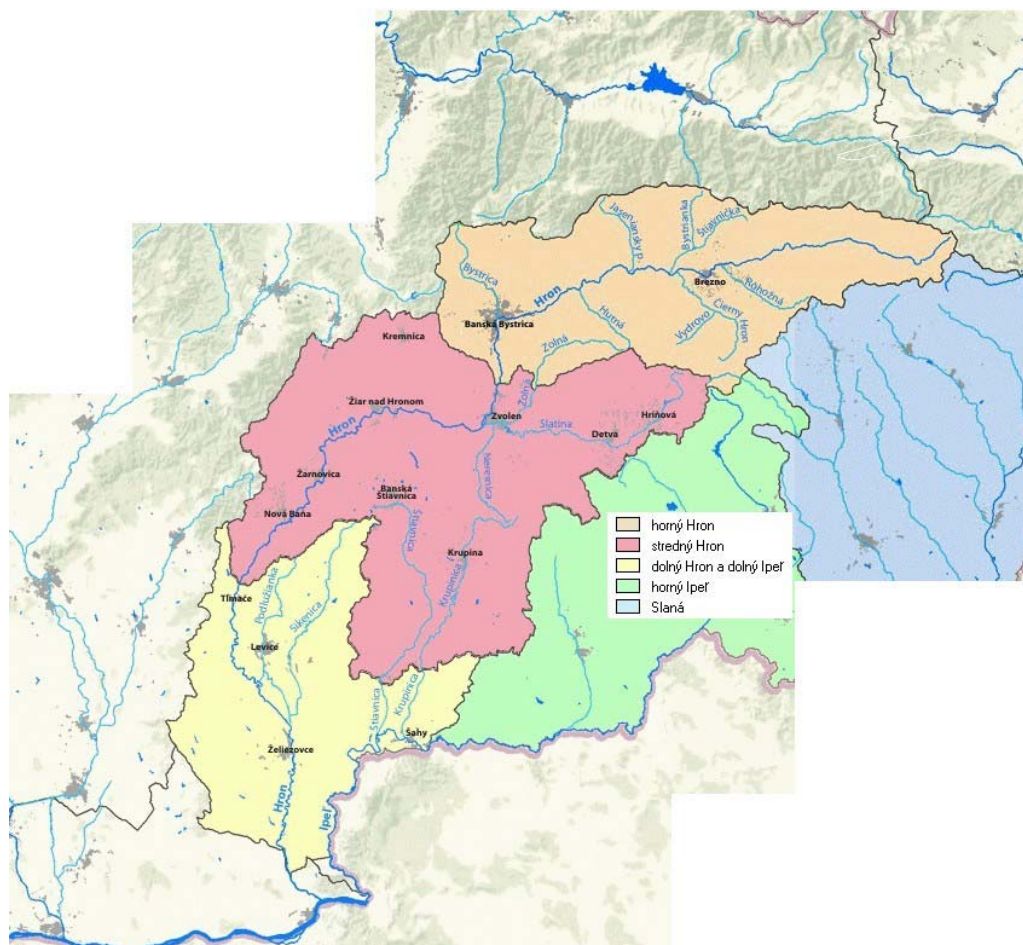 Jasenianský p.
Bystrianka
Štiavnička
Bystrica
Hron
Brezno
Rohožná
Banská Bystrica
Hutná
Vydrovo
Čierny
Hron
Kremnica
Zolná
Zolná
Žiar nad Hronom
Hron
Zvolen
Slatina
Hriňová
Detva
Neresnica
Žarnovica
Banská
Štiavnica
Nová Baňa
Štiavnica
Krupina
Krupinica
Tlmače
Podlužianka
Sikenica
Levice
Štiavnica
Krupinica
Šahy
Želiezovce
Hron
Ipeľ
horný Hron
stredný Hron
dolný Hron a dolný Ipeľ
horný Ipeľ
Slaná